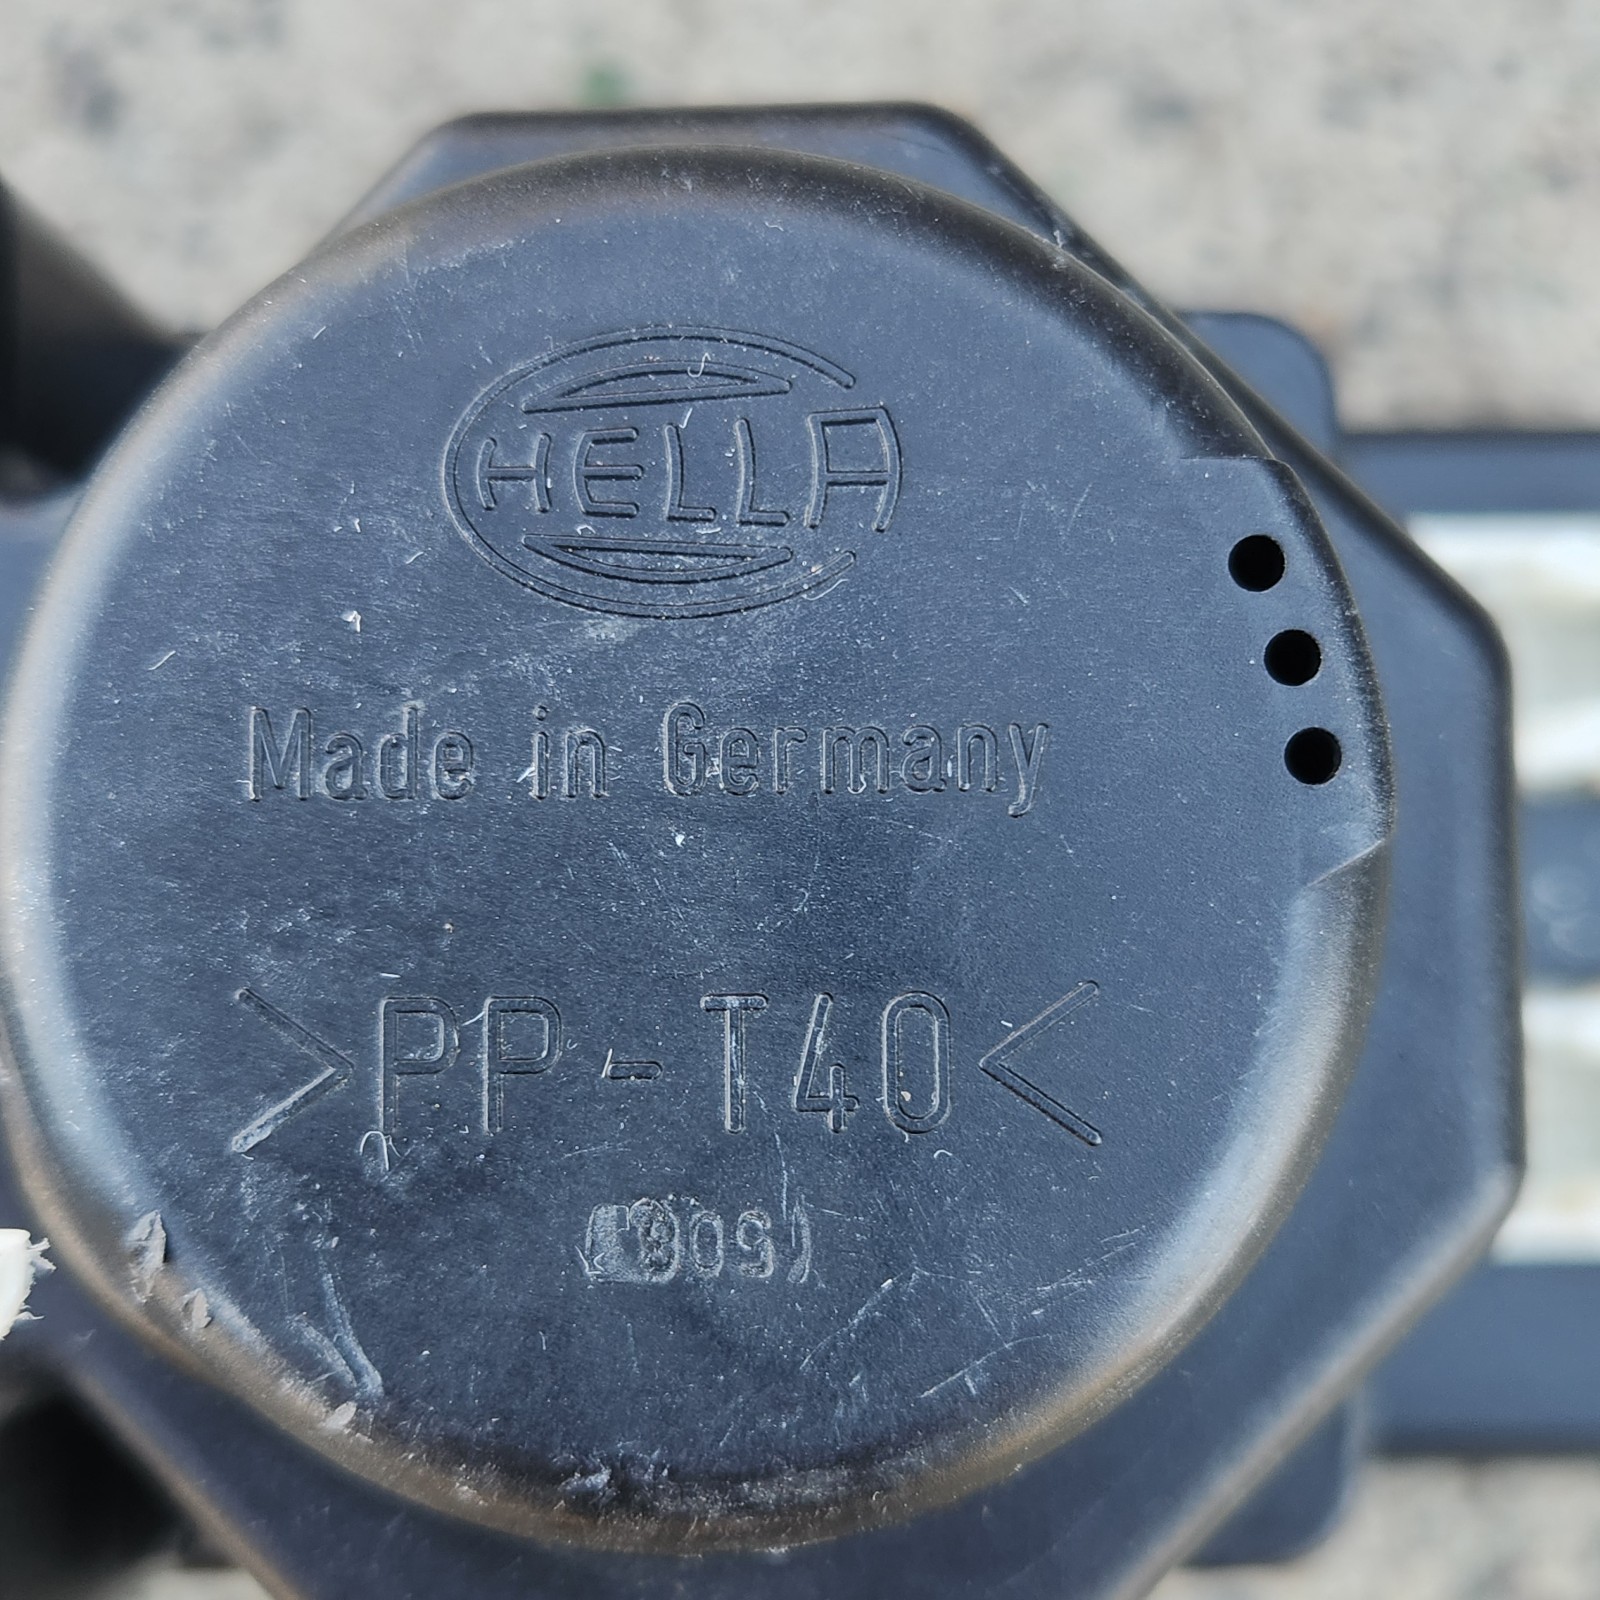 HELLA
Made in Germany
>PP-T40<